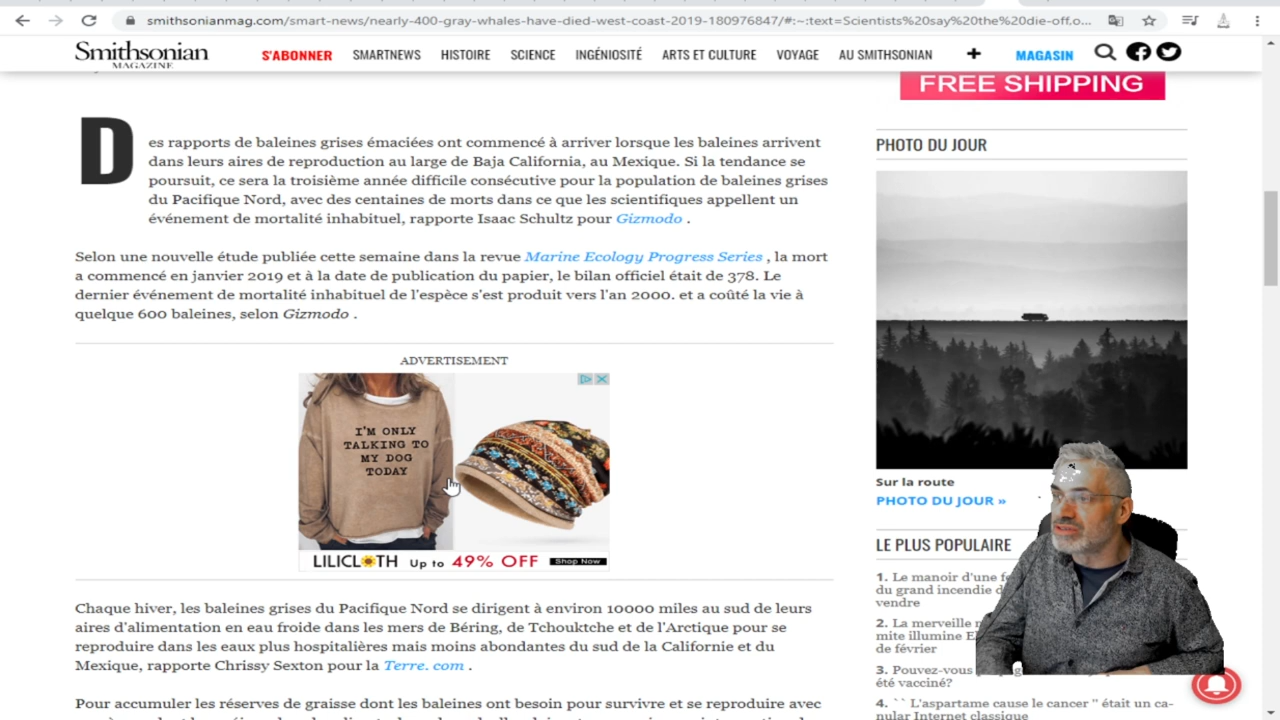 smithsonianmag.com/smart-news/nearly-400-gray-whales-have-died-west-coast-2019-180976847/#:~:text=Scientists%20say%20the%20die-off,o...
Smithsonian
MAGAZINE
S'ABONNER SMARTNEWS HISTOIRE SCIENCE INGÉNIOSITÉ ARTS ET CULTURE VOYAGE AU SMITHSONIAN + MAGASIN
FREE SHIPPING
Des rapports de baleines grises émaciées ont commencé à arriver lorsque les baleines arrivent
dans leurs aires de reproduction au large de Baja California, au Mexique. Si la tendance se
poursuit, ce sera la troisième année difficile consécutive pour la population de baleines grises
du Pacifique Nord, avec des centaines de morts dans ce que les scientifiques appellent un
événement de mortalité inhabituel, rapporte Isaac Schultz pour Gizmodo .
Selon une nouvelle étude publiée cette semaine dans la revue Marine Ecology Progress Series , la mort
a commencé en janvier 2019 et à la date de publication du papier, le bilan officiel était de 378. Le
dernier événement de mortalité inhabituel de l'espèce s'est produit vers l'an 2000. et a coûté la vie à
quelque 600 baleines, selon Gizmodo .
ADVERTISEMENT
I'M ONLY
TALKING TO
MY DOG
TODAY
LILICLOTH Up to 49% OFF Shop Now
Chaque hiver, les baleines grises du Pacifique Nord se dirigent à environ 10000 miles au sud de leurs
aires d'alimentation en eau froide dans les mers de Béring, de Tchouktche et de l'Arctique pour se
reproduire dans les eaux plus hospitalières mais moins abondantes du sud de la Californie et du
Mexique, rapporte Chrissy Sexton pour la Terre. com .
Pour accumuler les réserves de graisse dont les baleines ont besoin pour survivre et se reproduire avec
PHOTO DU JOUR
Sur la route
PHOTO DU JOUR »
LE PLUS POPULAIRE
1. Le manoir d'une
du grand incendie
vendre
2. La merveille
mite illumine
de février
3. Pouvez-vous
été vacciné?
4. `` L'aspartame cause le cancer '' était un ca-
nular Internet classique